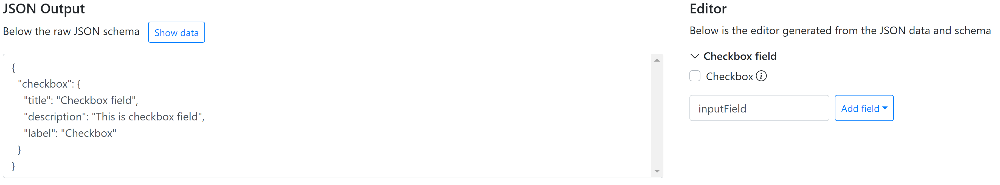 JSON Output
Below the raw JSON schema Show data
{
"checkbox": {
"title": "Checkbox field",
"description": "This is checkbox field",
"label": "Checkbox"
}
}
Editor
Below is the editor generated from the JSON data and schema
Checkbox field
Checkbox i
inputField Add field